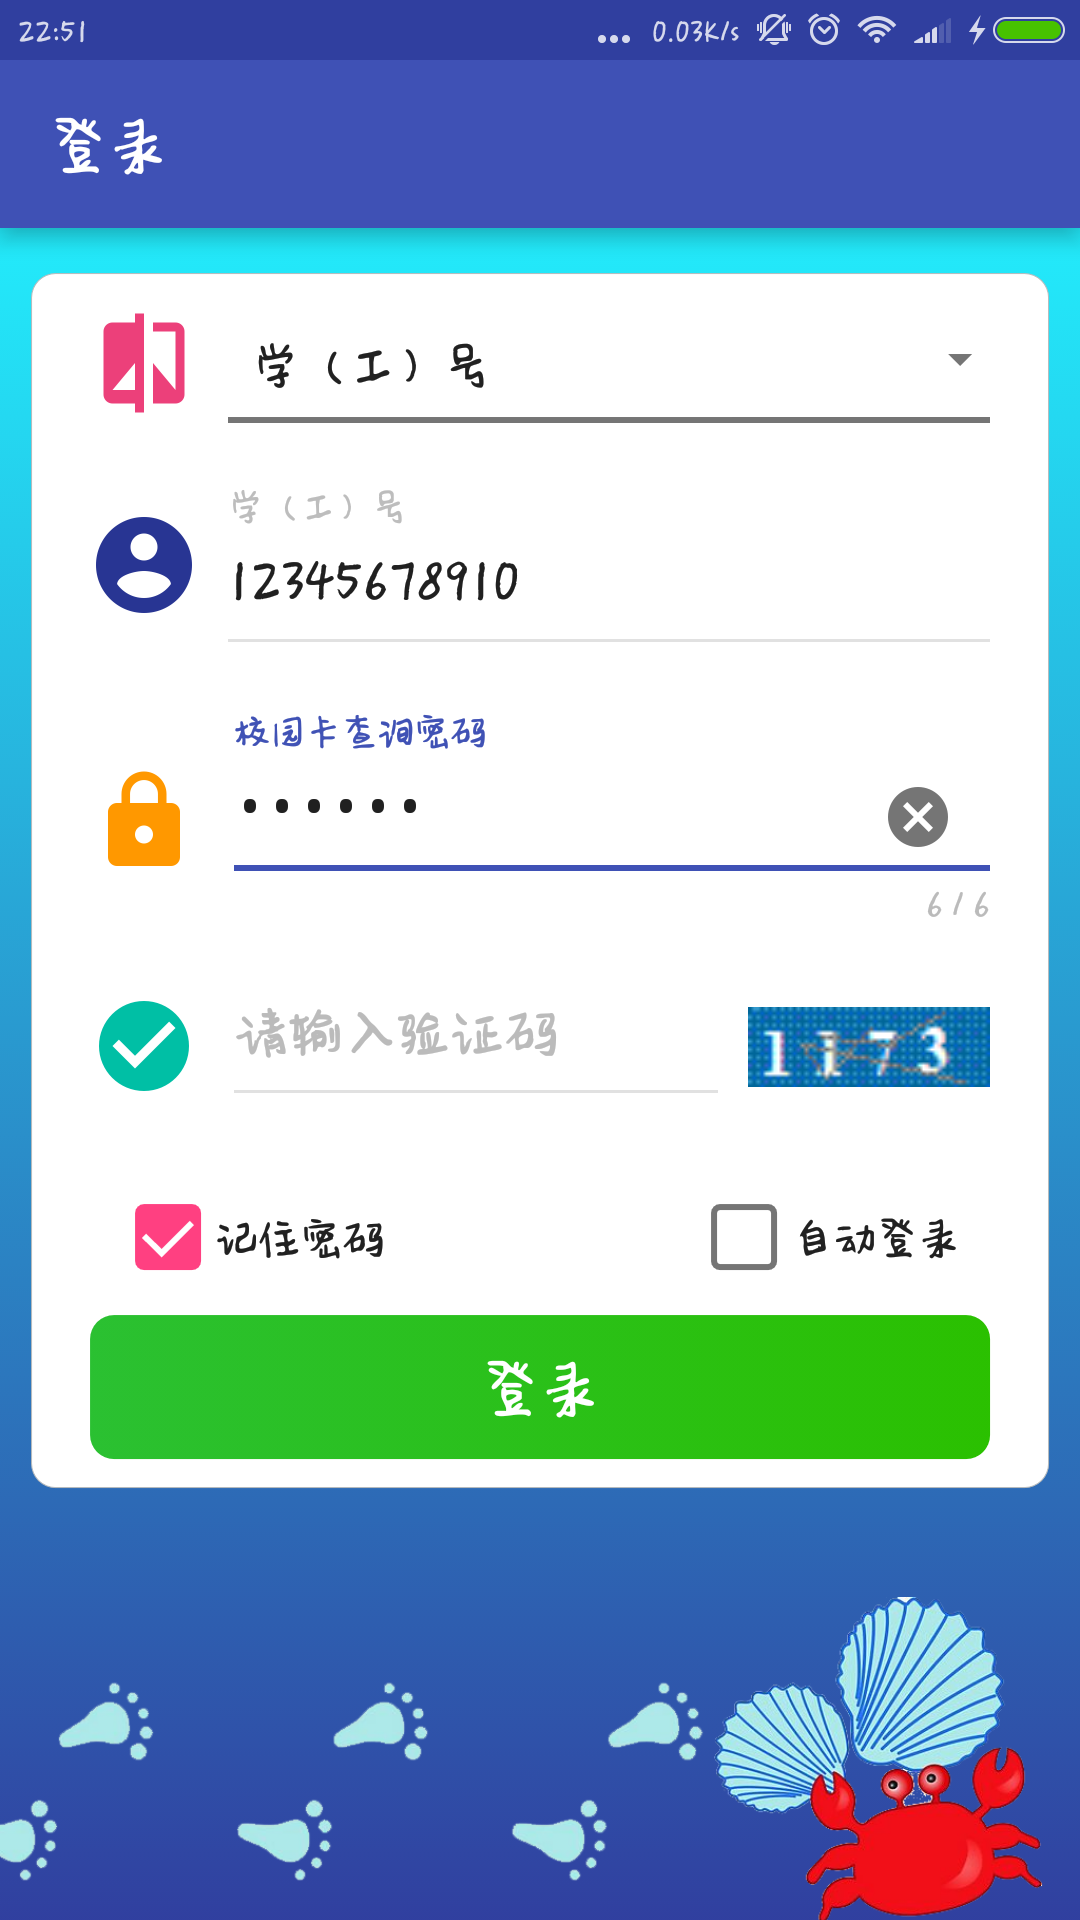 22:51 ... 0.03K/s
登录
学（工）号
学（工）号
12345678910
校园卡查询密码
••••••
6/6
请输入验证码
1173
记住密码 自动登录
登录